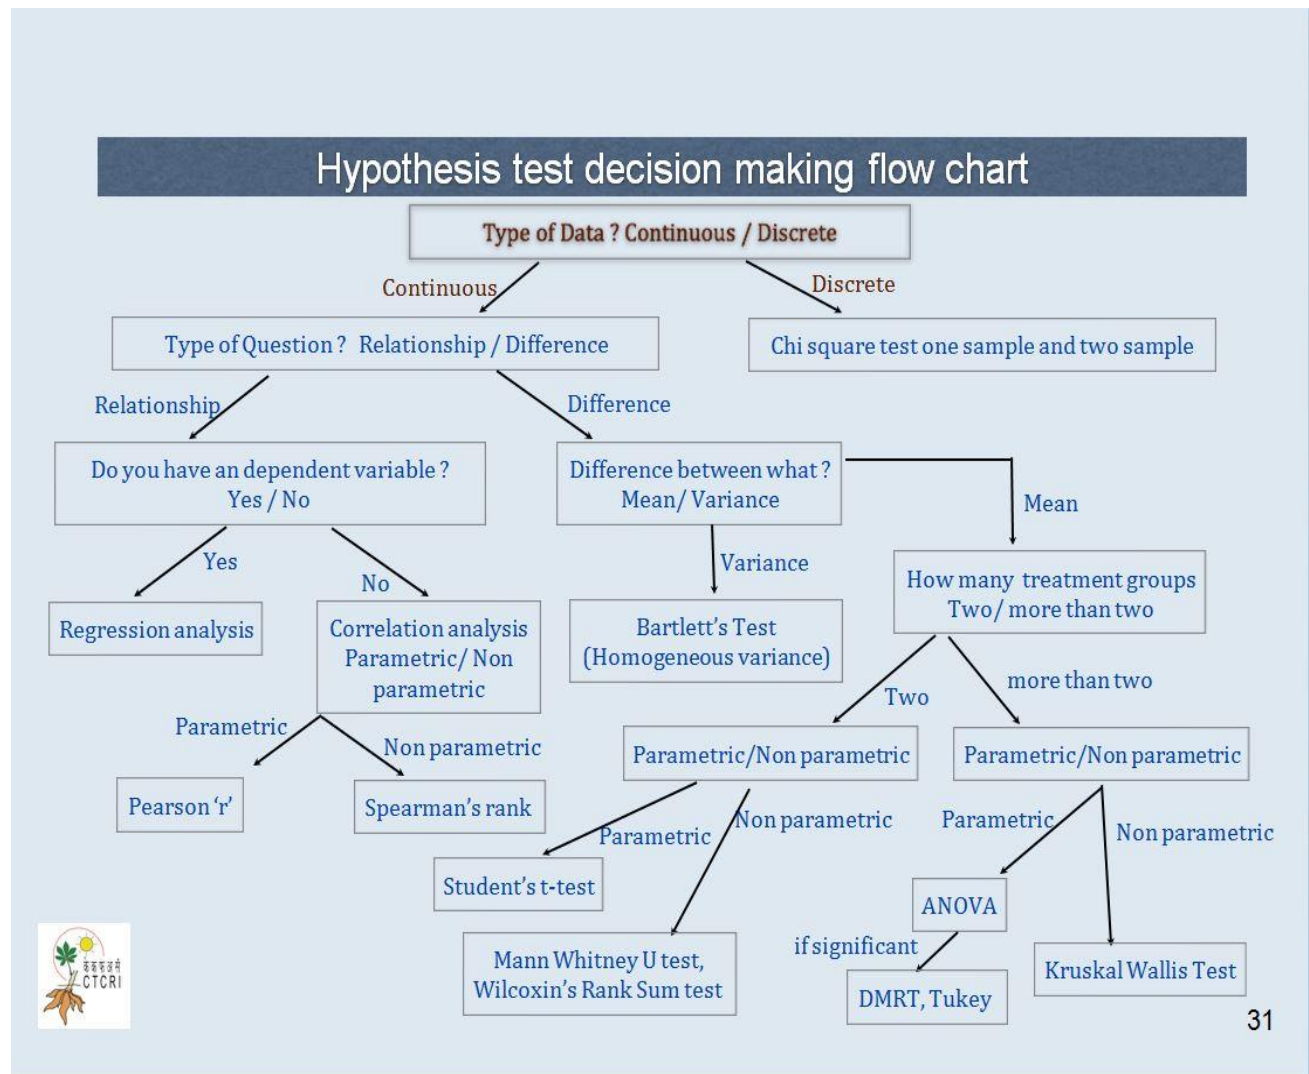 Hypothesis test decision making flow chart
Type of Data ? Continuous / Discrete
Continuous
Discrete
Type of Question ? Relationship / Difference
Chi square test one sample and two sample
Relationship
Difference
Do you have an dependent variable ?
Yes / No
Difference between what ?
Mean/ Variance
Mean
Yes
No
Variance
How many treatment groups
Two/ more than two
Regression analysis
Correlation analysis
Parametric/ Non
parametric
Bartlett's Test
(Homogeneous variance)
Two
more than two
Parametric
Non parametric
Parametric/Non parametric
Parametric/Non parametric
Pearson ‘r’
Spearman's rank
Parametric
Non parametric
Parametric
Non parametric
Student's t-test
ANOVA
if significant
Mann Whitney U test,
Wilcoxin's Rank Sum test
DMRT, Tukey
Kruskal Wallis Test
CTCRI
31